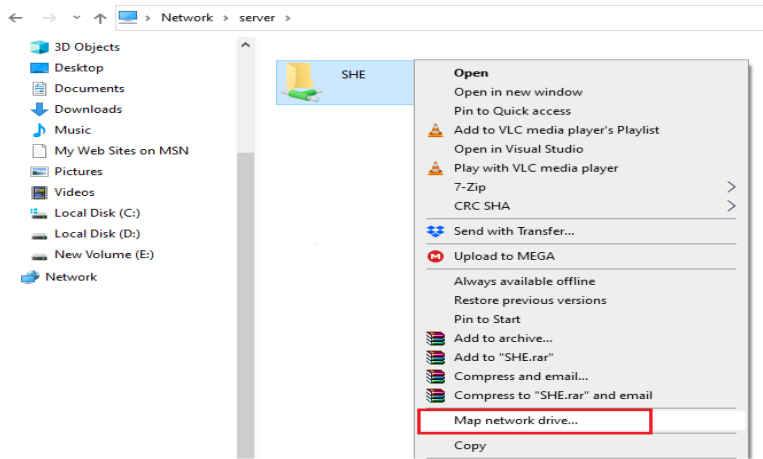 Network > server >
3D Objects
Desktop
Documents
Downloads
Music
My Web Sites on MSN
Pictures
Videos
Local Disk (C:)
Local Disk (D:)
New Volume (E:)
Network
SHE
Open
Open in new window
Pin to Quick access
Add to VLC media player's Playlist
Open in Visual Studio
Play with VLC media player
7-Zip
CRC SHA
Send with Transfer...
Upload to MEGA
Always available offline
Restore previous versions
Pin to Start
Add to archive...
Add to "SHE.rar"
Compress and email...
Compress to "SHE.rar" and email
Map network drive...
Copy